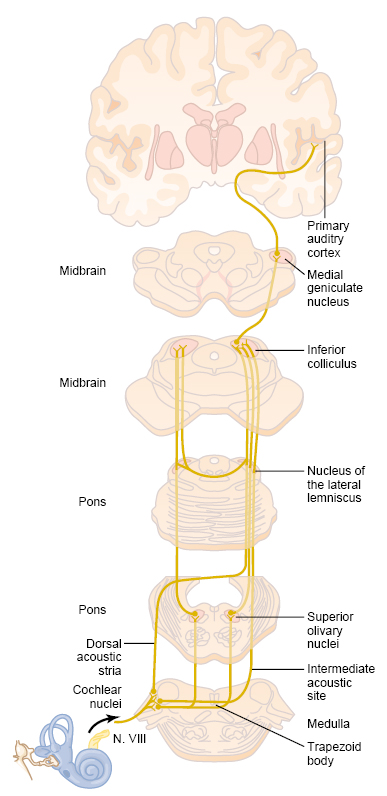 Primary
auditry
cortex
Midbrain
Medial
geniculate
nucleus
Inferior
colliculus
Midbrain
Nucleus of
the lateral
lemniscus
Pons
Pons
Superior
olivary
nuclei
Dorsal
acoustic
stria
Intermediate
acoustic
site
Cochlear
nuclei
Medulla
N. VIII
Trapezoid
body